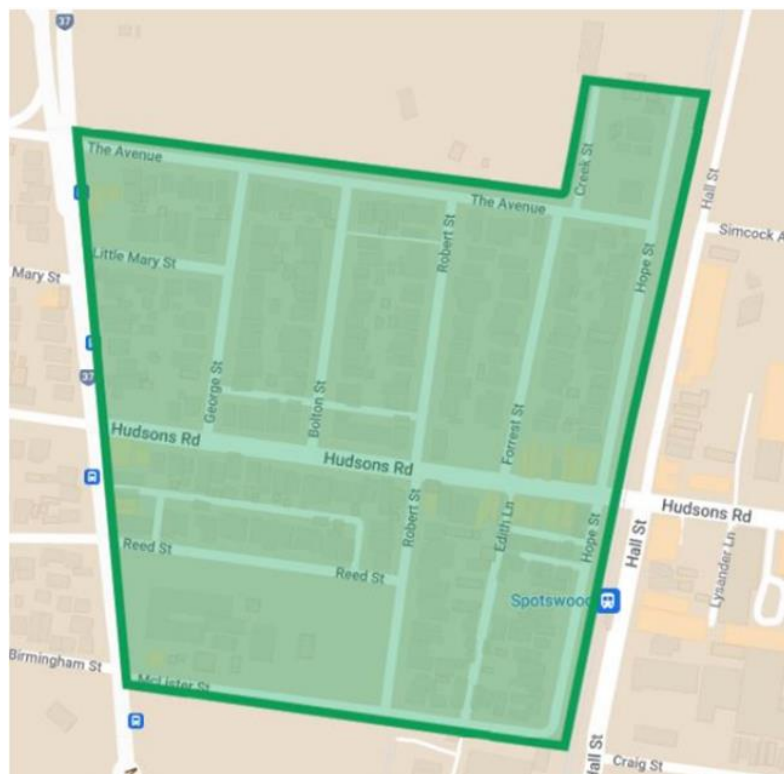 37
The Avenue
Creek St
Hall St
The Avenue
Simcock A
Robert St
Little Mary St
Hope St
Mary St
37
George St
Bolton St
Forrest St
Hudsons Rd
Hudsons Rd
Hudsons Rd
Robert St
Edith Ln
Hope St
Hall St
Lysander Ln
Reed St
Reed St
Spotswood
Birmingham St
McLister St
Hall St
Craig St